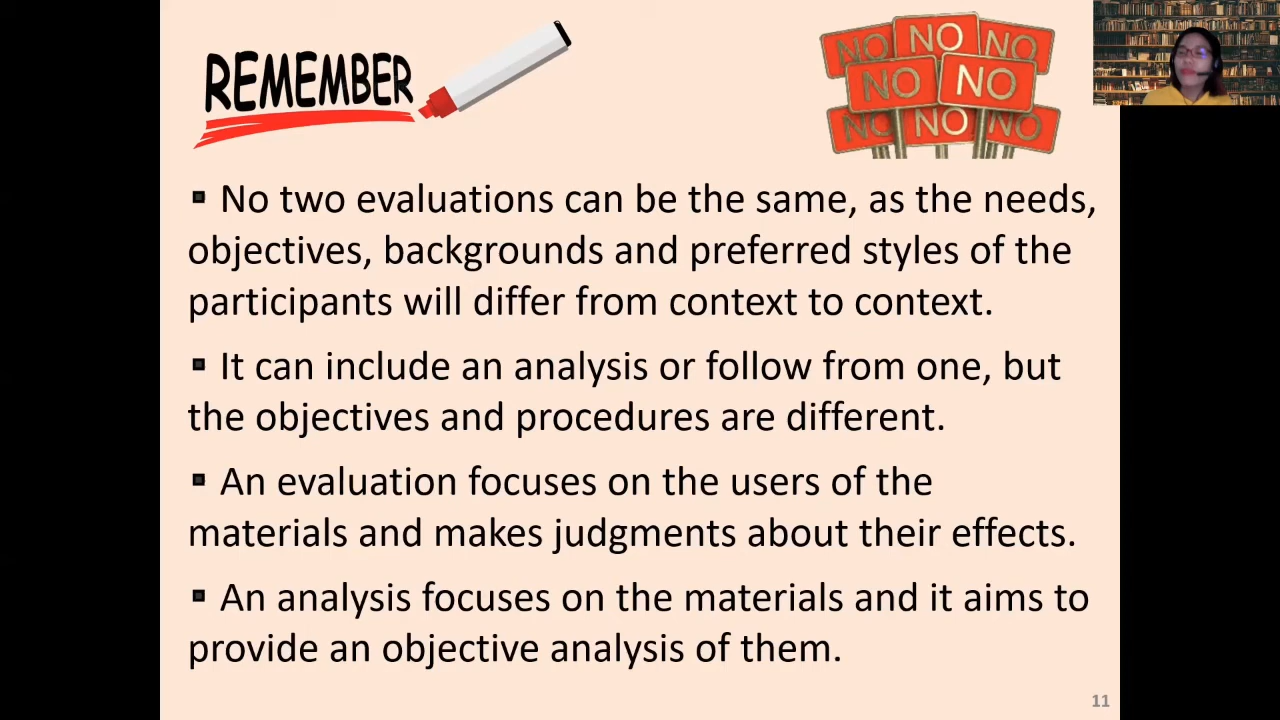 REMEMBER
NO NO NO
NO NO
NO NO NO
▪ No two evaluations can be the same, as the needs,
objectives, backgrounds and preferred styles of the
participants will differ from context to context.
▪ It can include an analysis or follow from one, but
the objectives and procedures are different.
▪ An evaluation focuses on the users of the
materials and makes judgments about their effects.
▪ An analysis focuses on the materials and it aims to
provide an objective analysis of them.
11